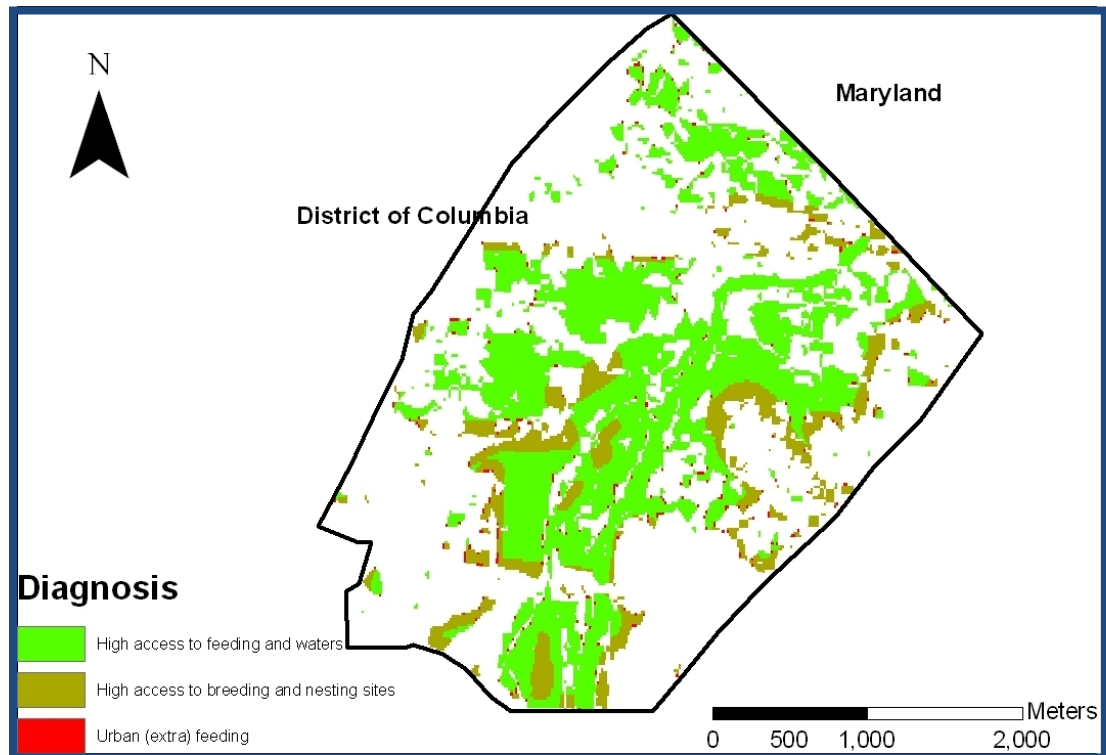 N
Maryland
District of Columbia
Diagnosis
High access to feeding and waters
High access to breeding and nesting sites
Urban (extra) feeding
Meters
0 500 1,000 2,000